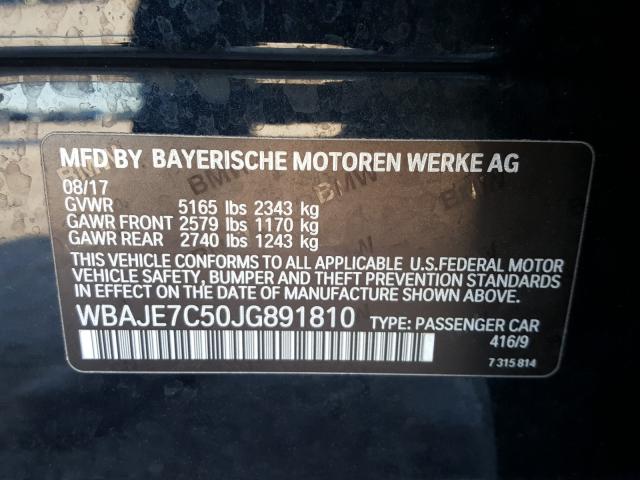 MFD BY BAYERISCHE MOTOREN WERKE AG
08/17
GVWR 5165 lbs 2343 kg
GAWR FRONT 2579 lbs 1170 kg
GAWR REAR 2740 lbs 1243 kg
THIS VEHICLE CONFORMS TO ALL APPLICABLE U.S.FEDERAL MOTOR
VEHICLE SAFETY, BUMPER AND THEFT PREVENTION STANDARDS
IN EFFECT ON THE DATE OF MANUFACTURE SHOWN ABOVE.
WBAJE7C50JG891810 TYPE: PASSENGER CAR
416/9
7 315 814